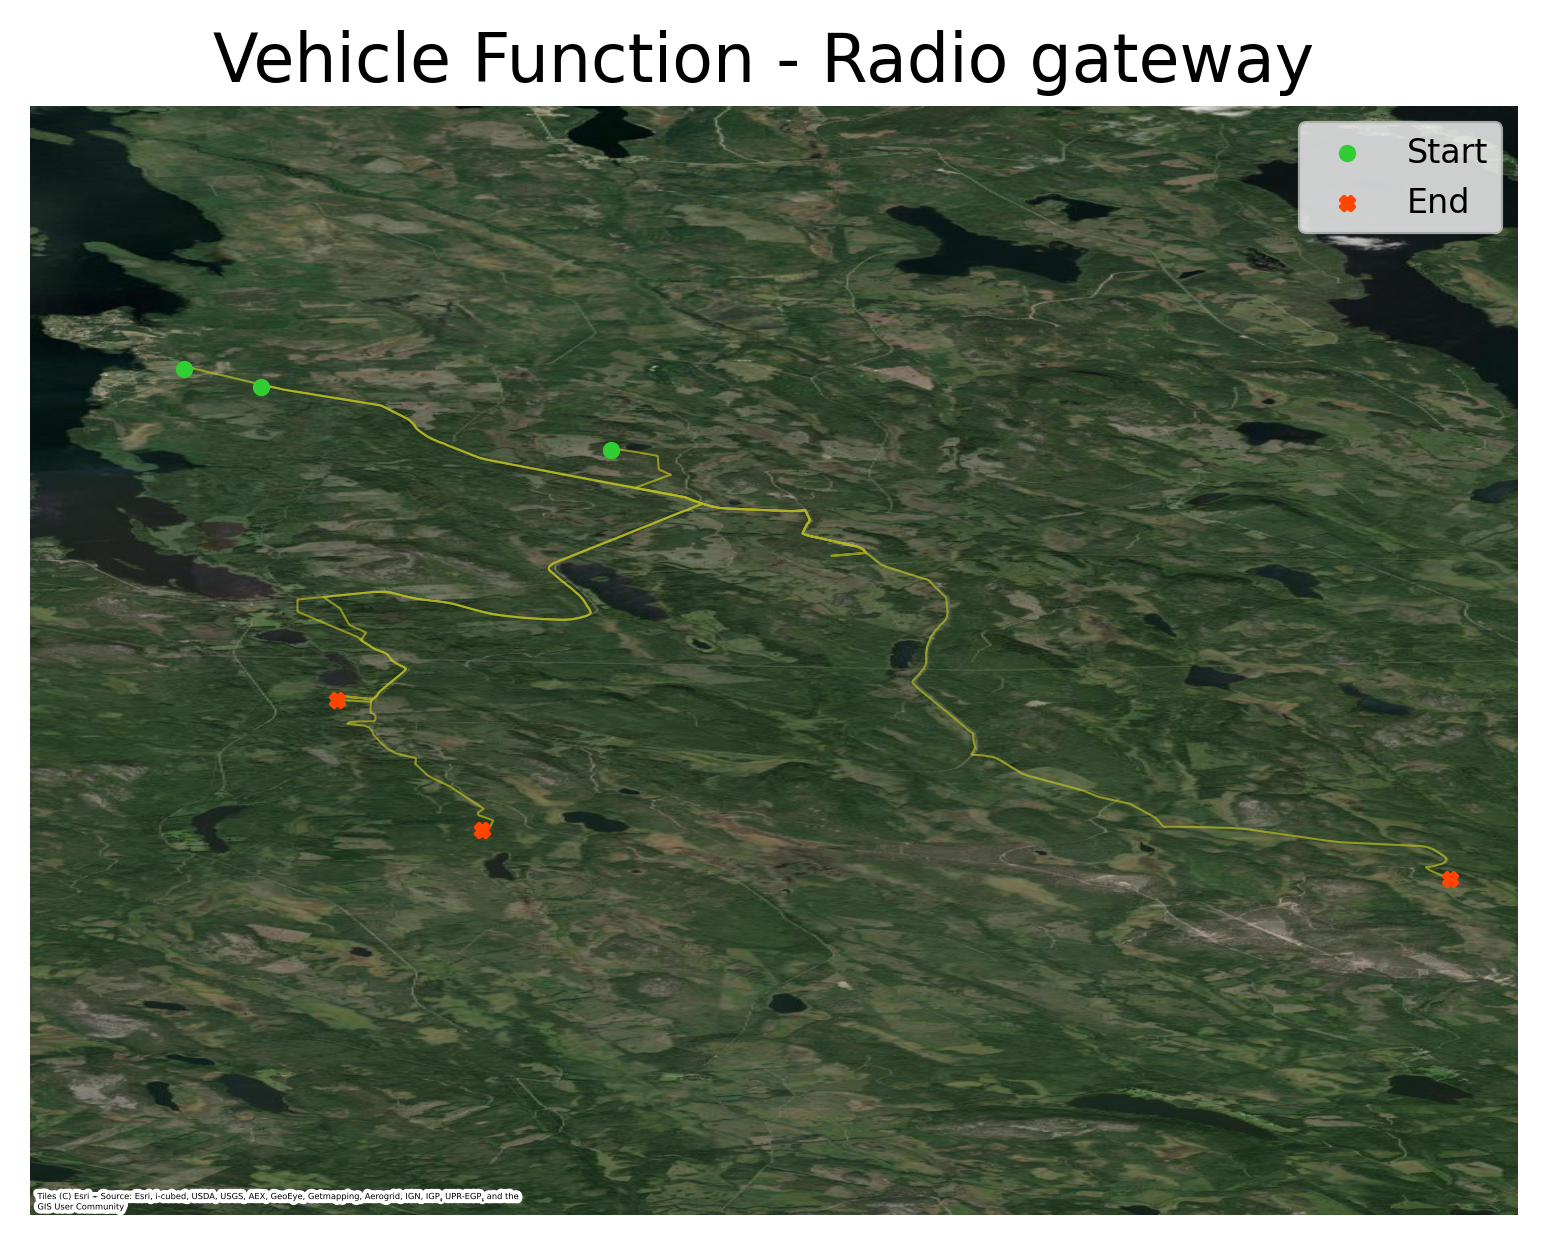 Vehicle Function - Radio gateway
Start
End
Tiles (C) Esri -- Source: Esri, i-cubed, USDA, USGS, AEX, GeoEye, Getmapping, Aerogrid, IGN, IGP, UPR-EGP, and the
GIS User Community